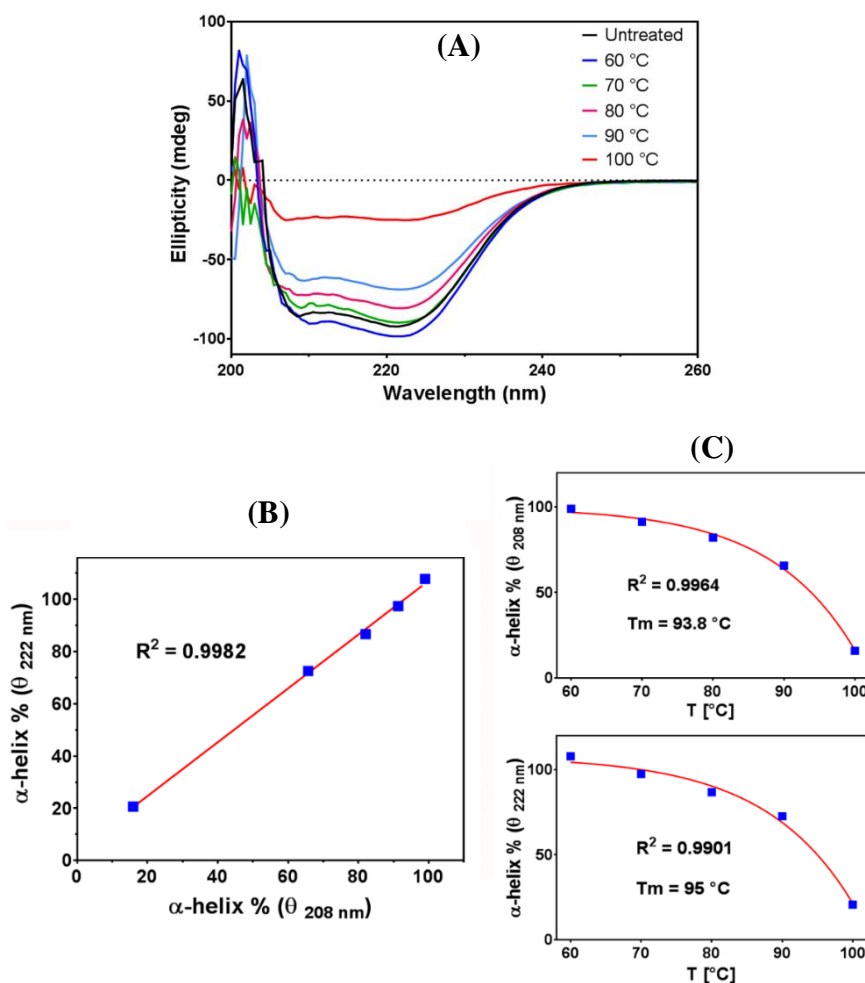 (A)
Untreated
60 °C
70 °C
80 °C
90 °C
100 °C
Ellipticity (mdeg)
100
50
0
-50
-100
200 220 240 260
Wavelength (nm)
(B)
α-helix % (θ 222 nm)
100
80
60
40
20
0
R² = 0.9982
0 20 40 60 80 100
α-helix % (θ 208 nm)
(C)
α-helix % (θ 208 nm)
100
50
0
R² = 0.9964
Tm = 93.8 °C
60 70 80 90 100
T [°C]
α-helix % (θ 222 nm)
100
50
0
R² = 0.9901
Tm = 95 °C
60 70 80 90 100
T [°C]